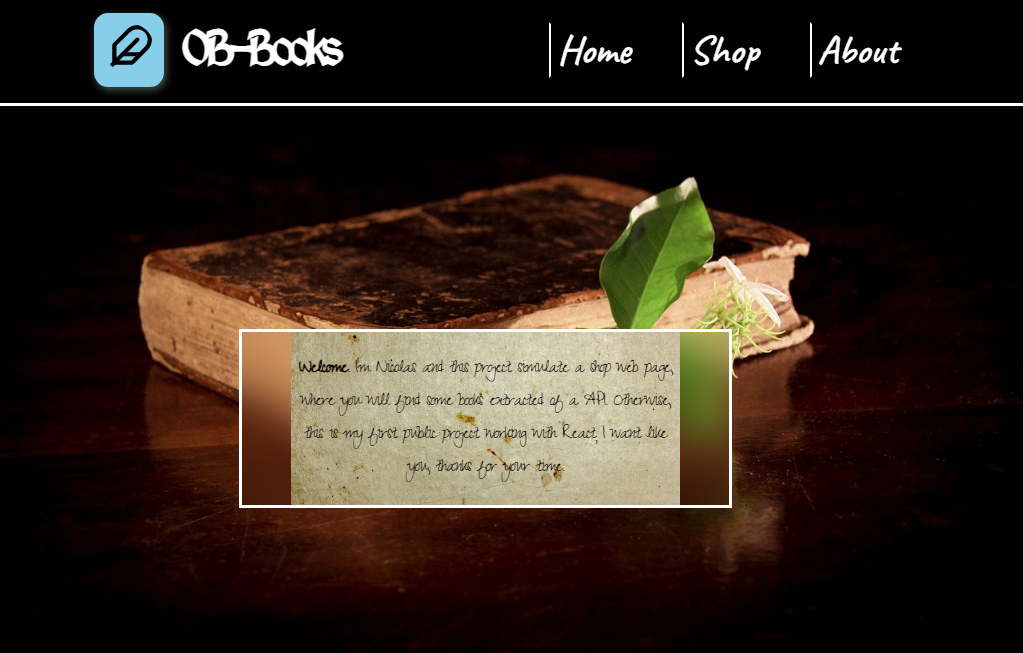 OB-Books
Home
Shop
About
Welcome I'm Nicolas and this project simulate a shop web page,
where you will find some books extracted of a API. Otherwise,
this is my first public project working with React, I want like
you, thanks for your time.